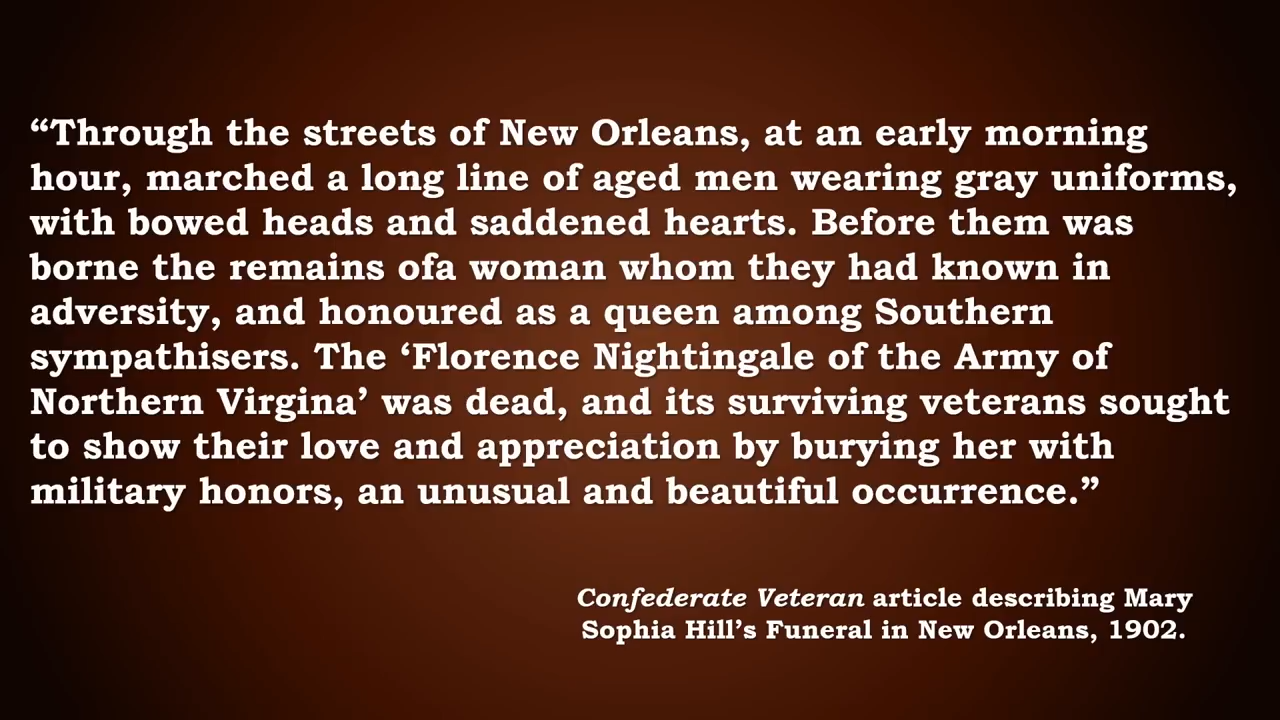 “Through the streets of New Orleans, at an early morning
hour, marched a long line of aged men wearing gray uniforms,
with bowed heads and saddened hearts. Before them was
borne the remains ofa woman whom they had known in
adversity, and honoured as a queen among Southern
sympathisers. The ‘Florence Nightingale of the Army of
Northern Virgina’ was dead, and its surviving veterans sought
to show their love and appreciation by burying her with
military honors, an unusual and beautiful occurrence.”
Confederate Veteran article describing Mary
Sophia Hill’s Funeral in New Orleans, 1902.